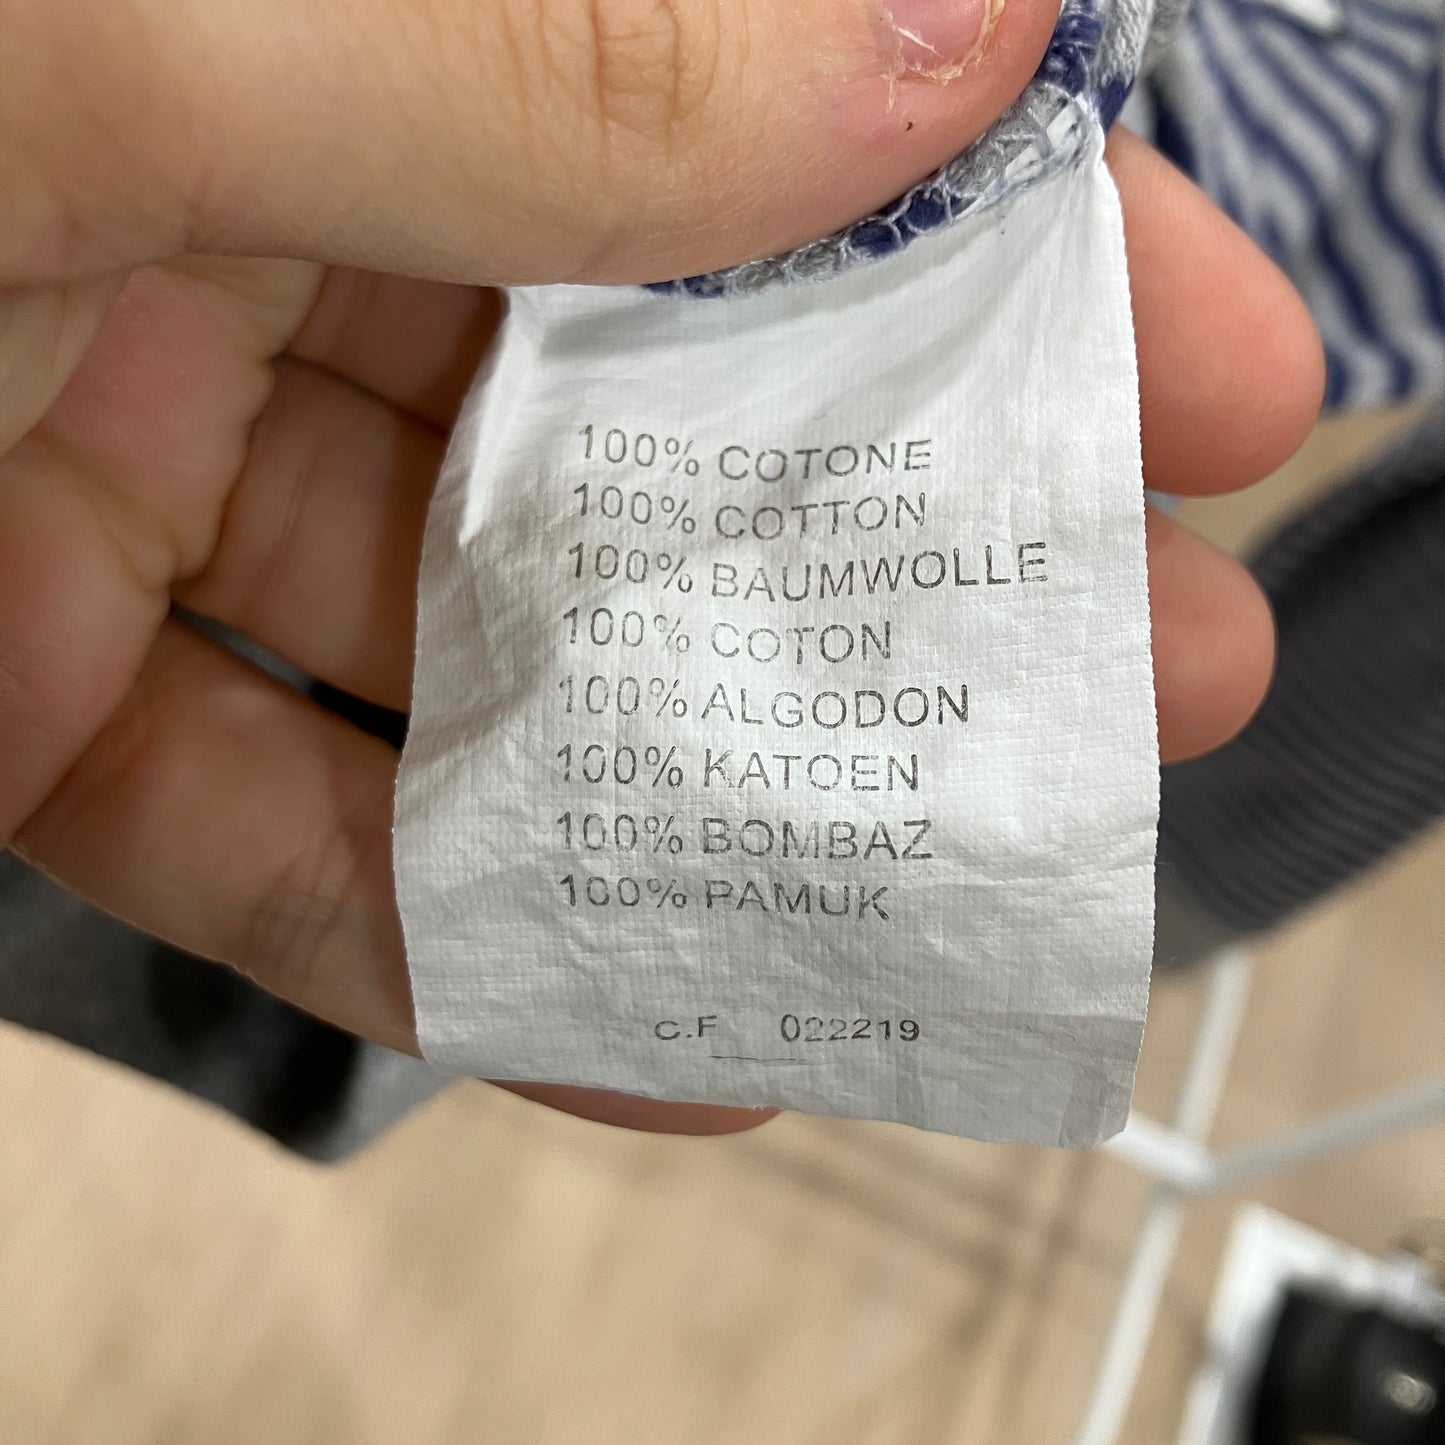 100% COTONE
100% COTTON
100% BAUMWOLLE
100% COTON
100% ALGODON
100% KATOEN
100% BOMBAZ
100% PAMUK
C.F 022219